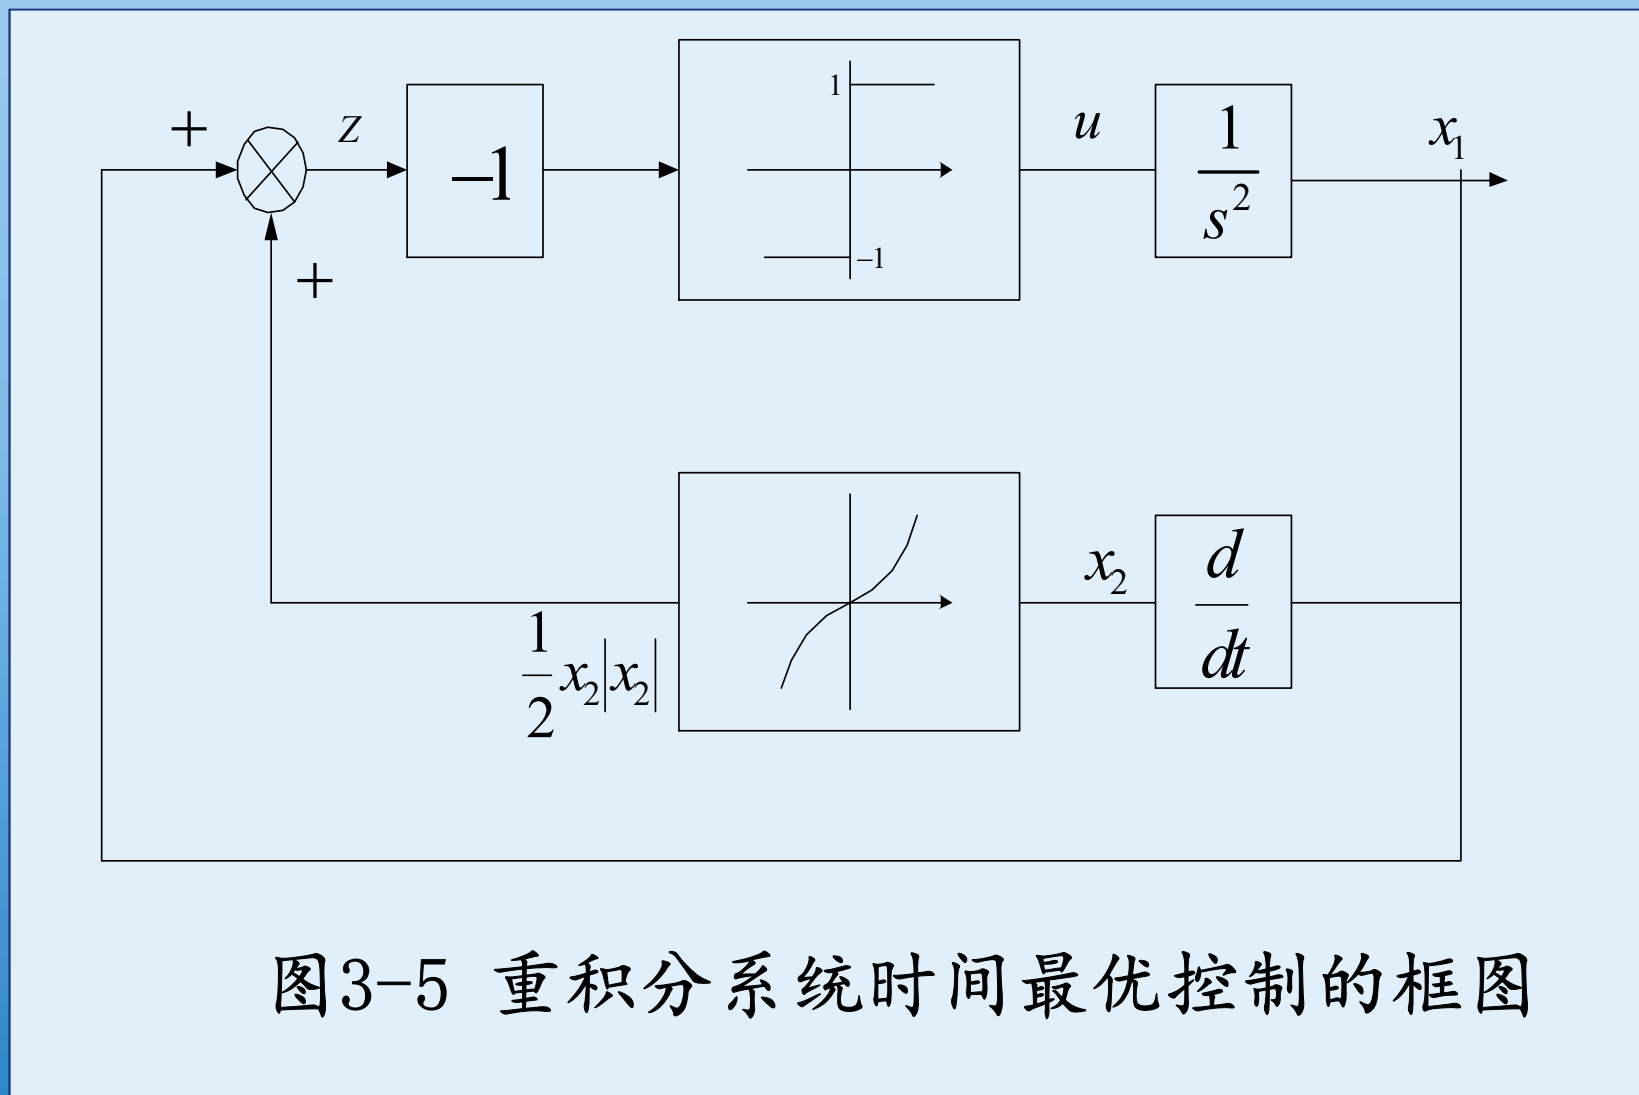 + z −1 1 −1 u 1/s² x₁
+
1/2 x₂|x₂| x₂ d/dt
图3-5 重积分系统时间最优控制的框图